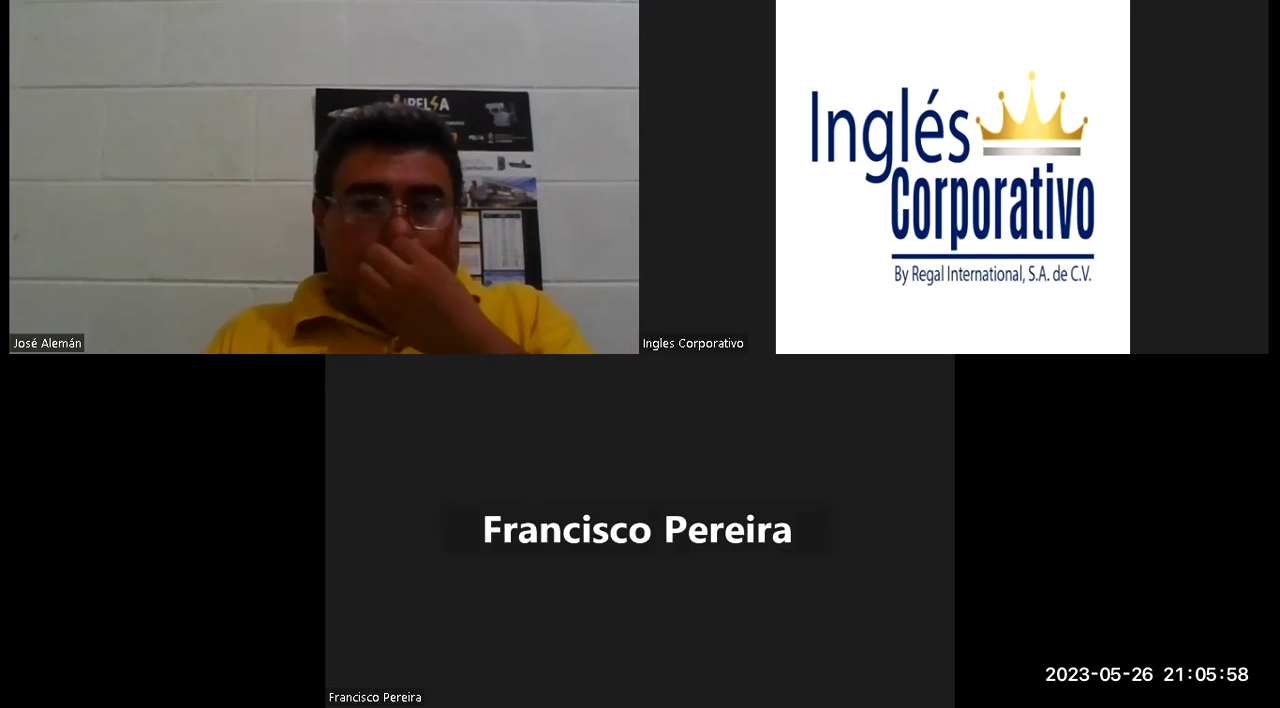 José Alemán
Inglés
Corporativo
By Regal International, S.A. de C.V.
Ingles Corporativo
Francisco Pereira
Francisco Pereira
2023-05-26 21:05:58